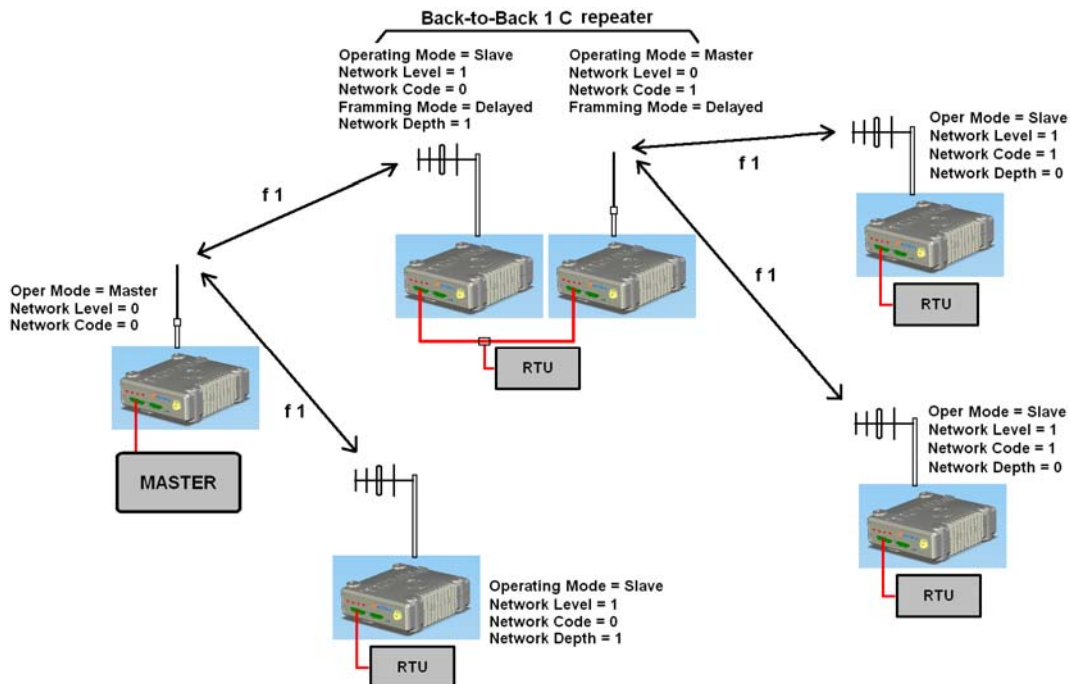 Back-to-Back 1 C repeater
Operating Mode = Slave
Network Level = 1
Network Code = 0
Framming Mode = Delayed
Network Depth = 1
Operating Mode = Master
Network Level = 0
Network Code = 1
Framming Mode = Delayed
Oper Mode = Slave
Network Level = 1
Network Code = 1
Network Depth = 0
f 1
f 1
RTU
Oper Mode = Master
Network Level = 0
Network Code = 0
f 1
f 1
RTU
MASTER
Oper Mode = Slave
Network Level = 1
Network Code = 1
Network Depth = 0
RTU
Operating Mode = Slave
Network Level = 1
Network Code = 0
Network Depth = 1
RTU